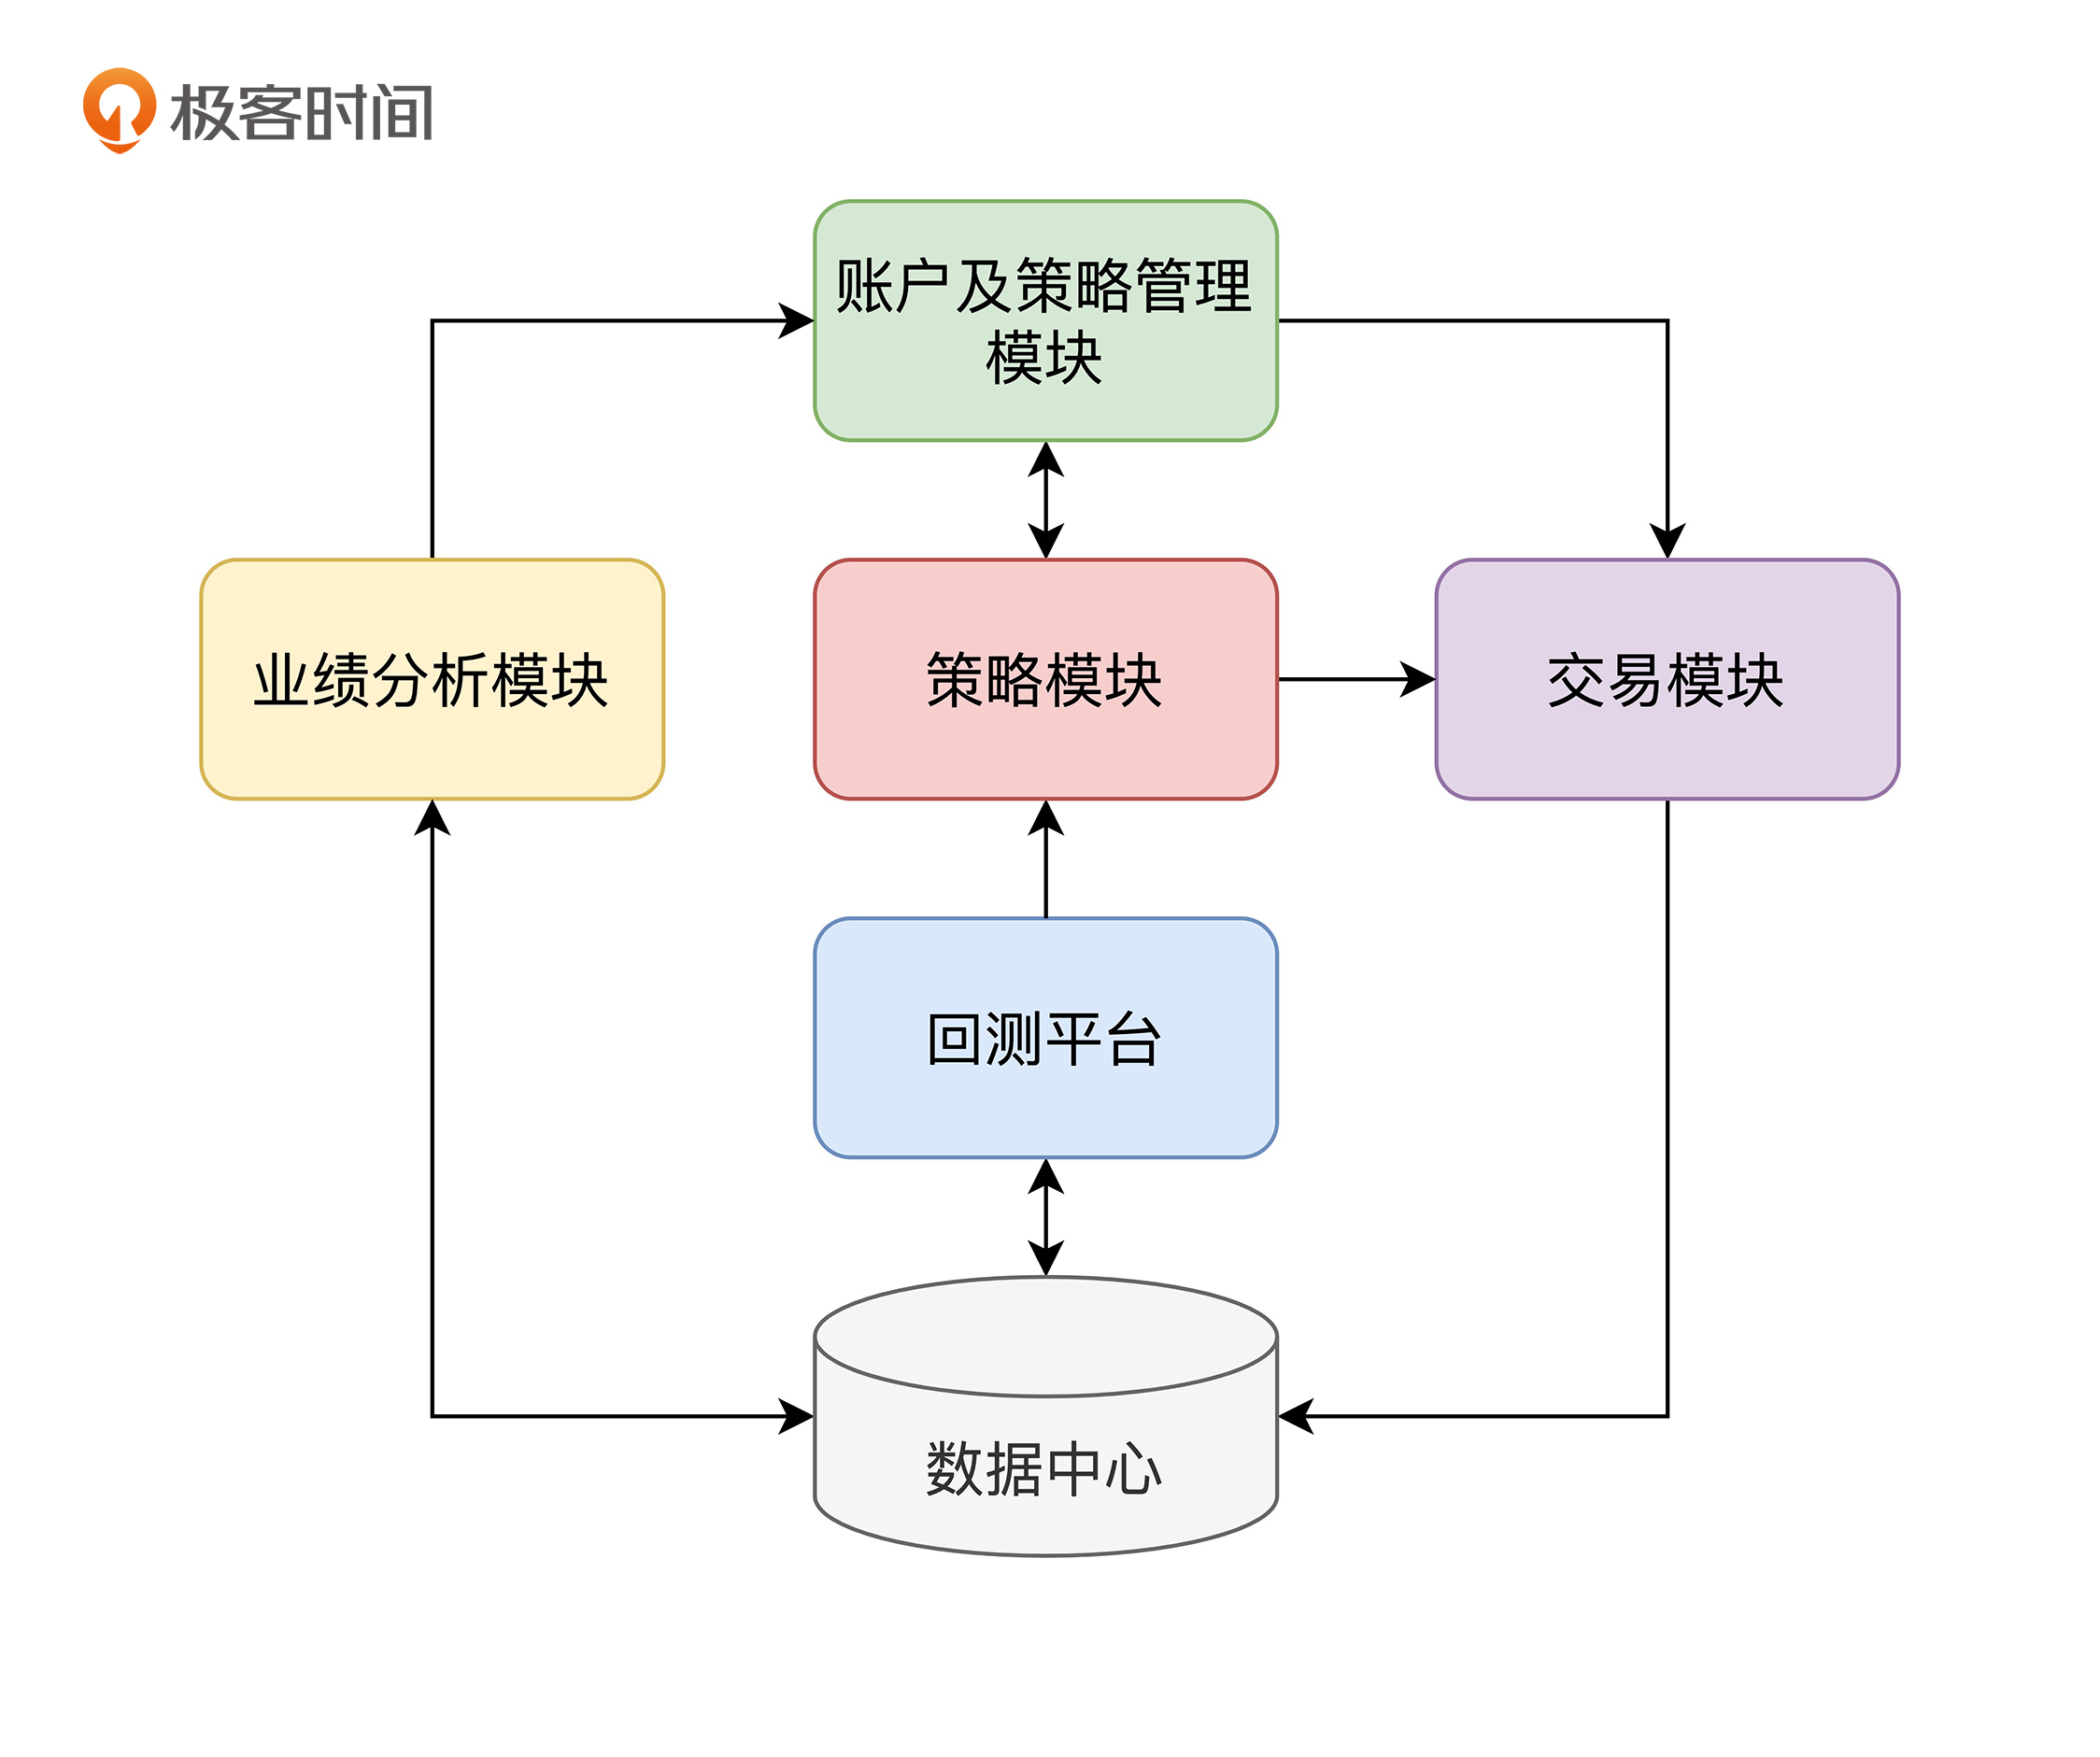 极客时间
账户及策略管理
模块
业绩分析模块
策略模块
交易模块
回测平台
数据中心